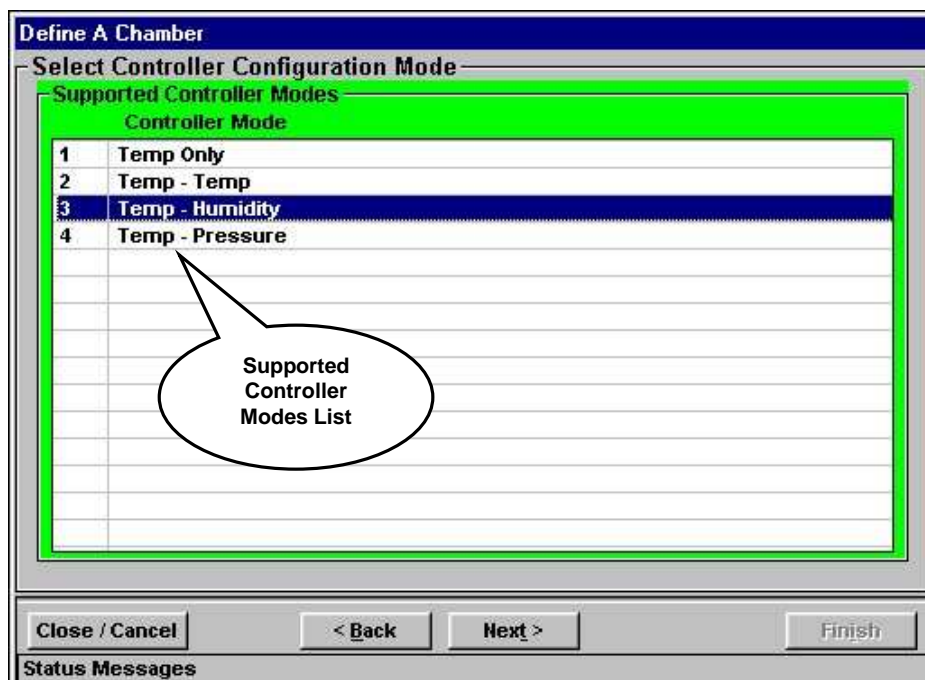 Define A Chamber
Select Controller Configuration Mode
Supported Controller Modes
Controller Mode
1 Temp Only
2 Temp - Temp
3 Temp - Humidity
4 Temp - Pressure
Supported
Controller
Modes List
Close / Cancel < Back Next > Finish
Status Messages